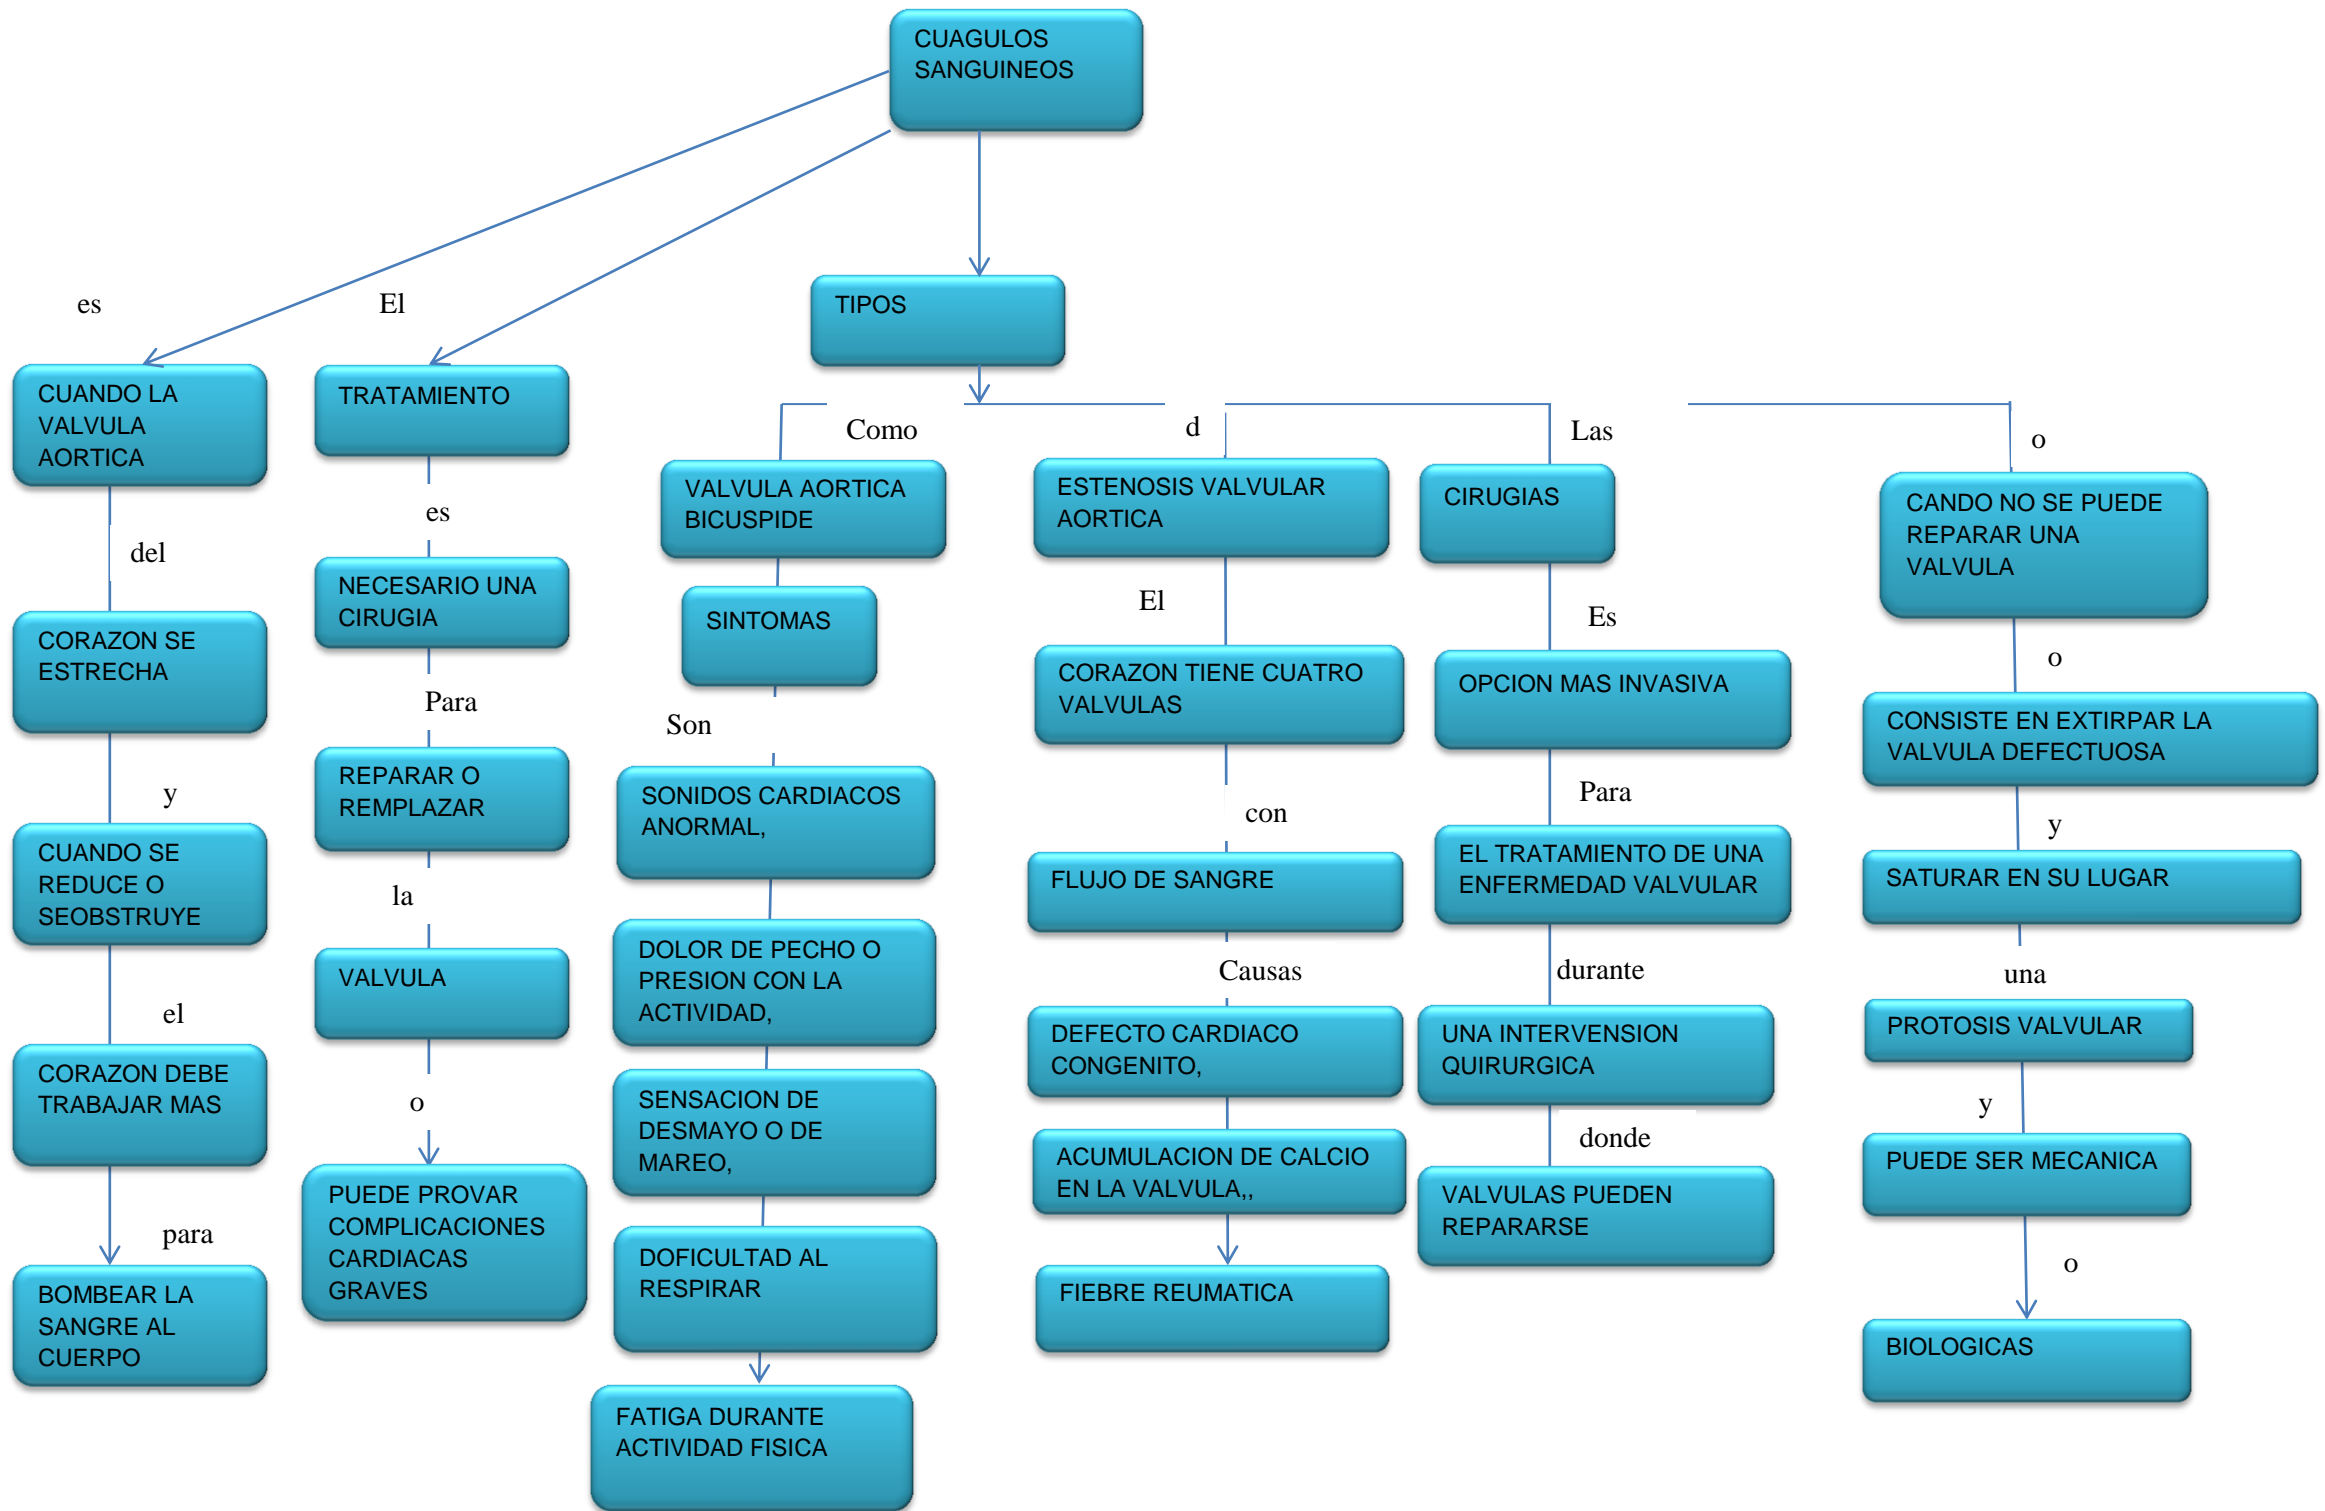 CUAGULOS
SANGUINEOS
TIPOS
es
CUANDO LA
VALVULA
AORTICA
del
CORAZON SE
ESTRECHA
y
CUANDO SE
REDUCE O
SEOBSTRUYE
el
CORAZON DEBE
TRABAJAR MAS
para
BOMBEAR LA
SANGRE AL
CUERPO
El
TRATAMIENTO
es
NECESARIO UNA
CIRUGIA
Para
REPARAR O
REMPLAZAR
la
VALVULA
o
PUEDE PROVAR
COMPLICACIONES
CARDIACAS
GRAVES
Como
VALVULA AORTICA
BICUSPIDE
SINTOMAS
Son
SONIDOS CARDIACOS
ANORMAL,
DOLOR DE PECHO O
PRESION CON LA
ACTIVIDAD,
SENSACION DE
DESMAYO O DE
MAREO,
DOFICULTAD AL
RESPIRAR
FATIGA DURANTE
ACTIVIDAD FISICA
d
ESTENOSIS VALVULAR
AORTICA
El
CORAZON TIENE CUATRO
VALVULAS
con
FLUJO DE SANGRE
Causas
DEFECTO CARDIACO
CONGENITO,
ACUMULACION DE CALCIO
EN LA VALVULA,,
FIEBRE REUMATICA
Las
CIRUGIAS
Es
OPCION MAS INVASIVA
Para
EL TRATAMIENTO DE UNA
ENFERMEDAD VALVULAR
durante
UNA INTERVENSION
QUIRURGICA
donde
VALVULAS PUEDEN
REPARARSE
o
CANDO NO SE PUEDE
REPARAR UNA
VALVULA
o
CONSISTE EN EXTIRPAR LA
VALVULA DEFECTUOSA
y
SATURAR EN SU LUGAR
una
PROTOSIS VALVULAR
y
PUEDE SER MECANICA
o
BIOLOGICAS